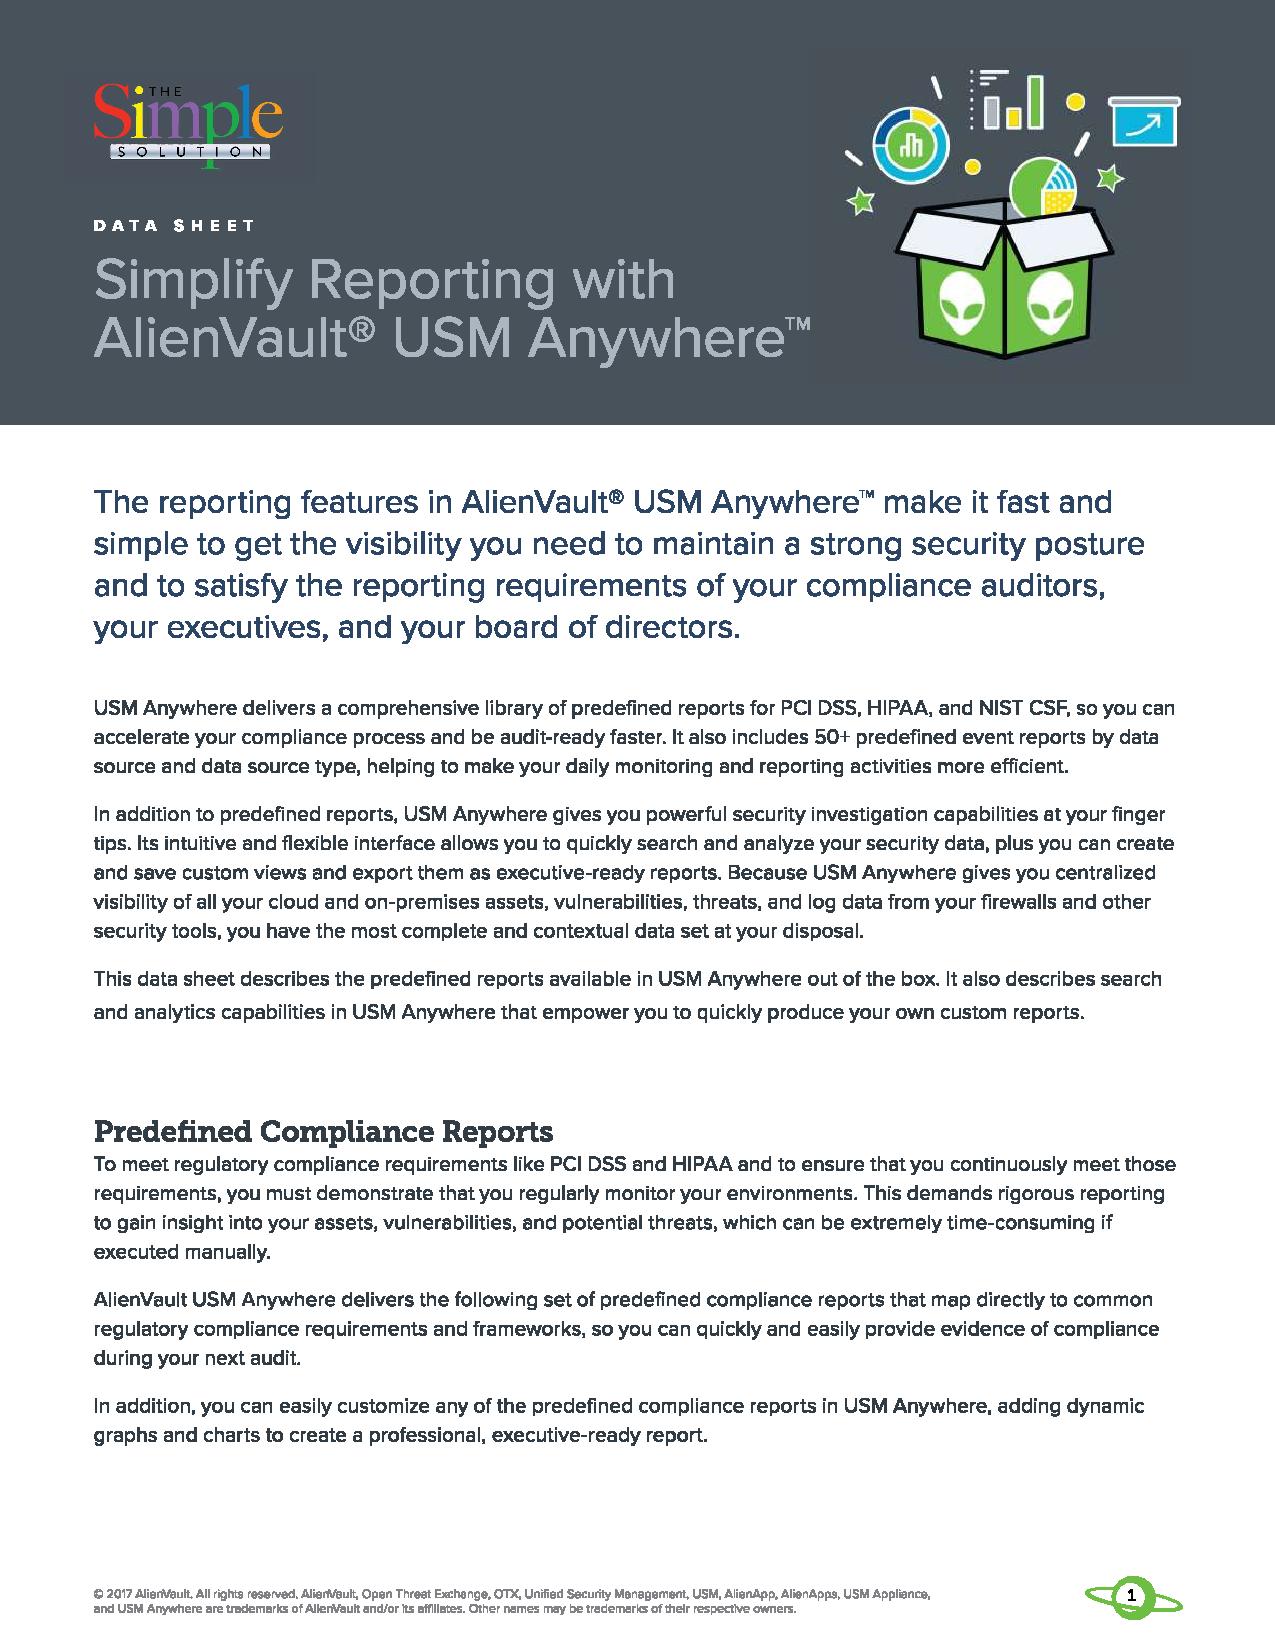 THE
Simple
SOLUTION
DATA SHEET
Simplify Reporting with
AlienVault® USM Anywhere™
The reporting features in AlienVault® USM Anywhere™ make it fast and
simple to get the visibility you need to maintain a strong security posture
and to satisfy the reporting requirements of your compliance auditors,
your executives, and your board of directors.
USM Anywhere delivers a comprehensive library of predefined reports for PCI DSS, HIPAA, and NIST CSF, so you can
accelerate your compliance process and be audit-ready faster. It also includes 50+ predefined event reports by data
source and data source type, helping to make your daily monitoring and reporting activities more efficient.
In addition to predefined reports, USM Anywhere gives you powerful security investigation capabilities at your finger
tips. Its intuitive and flexible interface allows you to quickly search and analyze your security data, plus you can create
and save custom views and export them as executive-ready reports. Because USM Anywhere gives you centralized
visibility of all your cloud and on-premises assets, vulnerabilities, threats, and log data from your firewalls and other
security tools, you have the most complete and contextual data set at your disposal.
This data sheet describes the predefined reports available in USM Anywhere out of the box. It also describes search
and analytics capabilities in USM Anywhere that empower you to quickly produce your own custom reports.
Predefined Compliance Reports
To meet regulatory compliance requirements like PCI DSS and HIPAA and to ensure that you continuously meet those
requirements, you must demonstrate that you regularly monitor your environments. This demands rigorous reporting
to gain insight into your assets, vulnerabilities, and potential threats, which can be extremely time-consuming if
executed manually.
AlienVault USM Anywhere delivers the following set of predefined compliance reports that map directly to common
regulatory compliance requirements and frameworks, so you can quickly and easily provide evidence of compliance
during your next audit.
In addition, you can easily customize any of the predefined compliance reports in USM Anywhere, adding dynamic
graphs and charts to create a professional, executive-ready report.
© 2017 AlienVault. All rights reserved. AlienVault, Open Threat Exchange, OTX, Unified Security Management, USM, AlienApp, AlienApps, USM Appliance,
and USM Anywhere are trademarks of AlienVault and/or its affiliates. Other names may be trademarks of their respective owners.
1